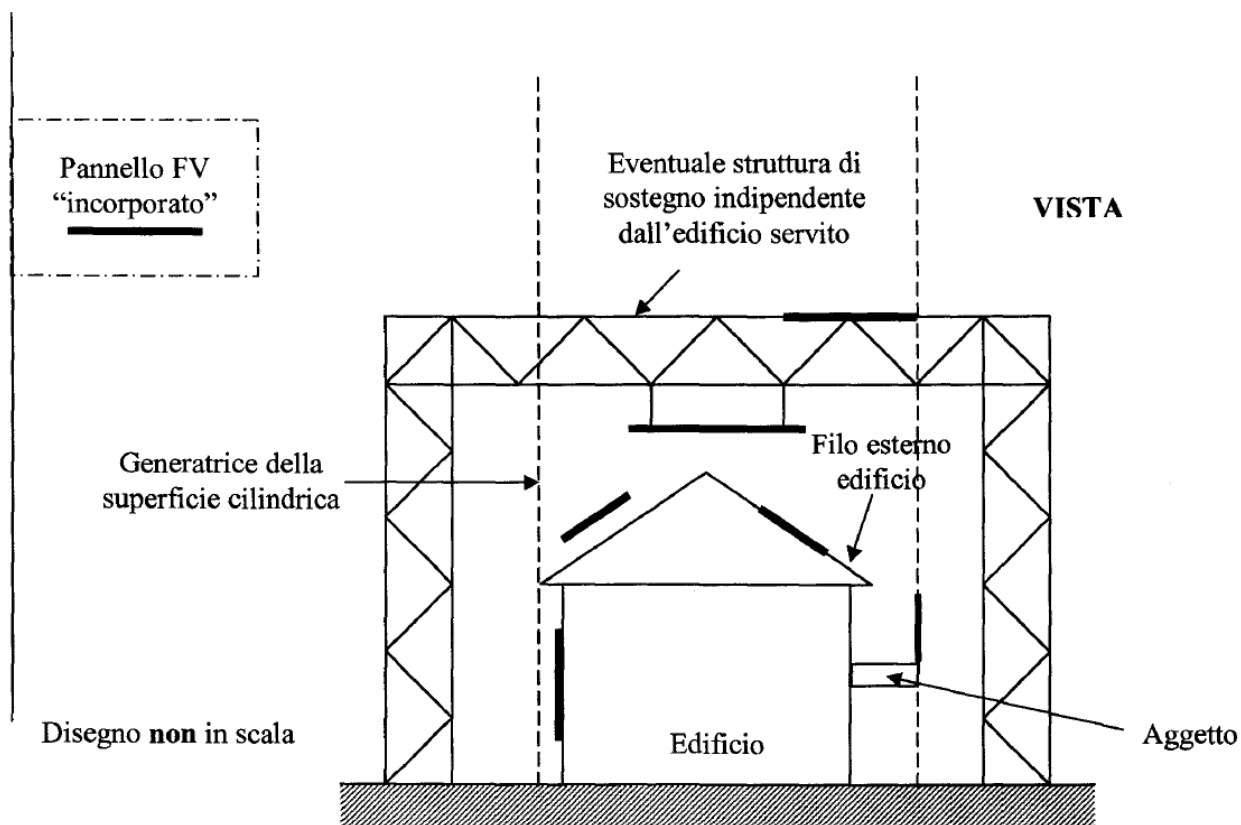 Pannello FV
“incorporato”
Eventuale struttura di
sostegno indipendente
dall’edificio servito
VISTA
Generatrice della
superficie cilindrica
Filo esterno
edificio
Disegno non in scala
Edificio
Aggetto